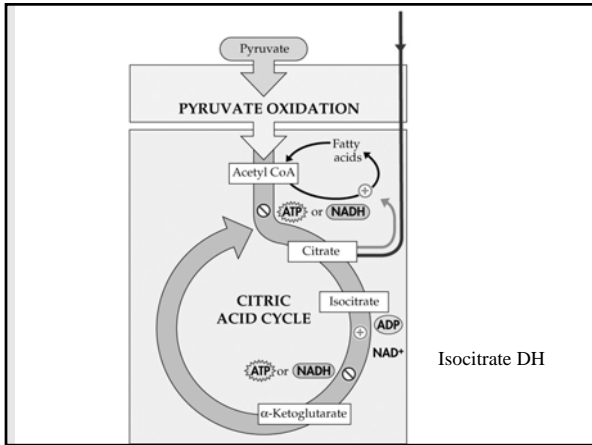 Pyruvate
PYRUVATE OXIDATION
Fatty
acids
Acetyl CoA
+
ATP or NADH
Citrate
Isocitrate
CITRIC
ACID CYCLE
+
ADP
NAD+
Isocitrate DH
ATP or NADH
α-Ketoglutarate